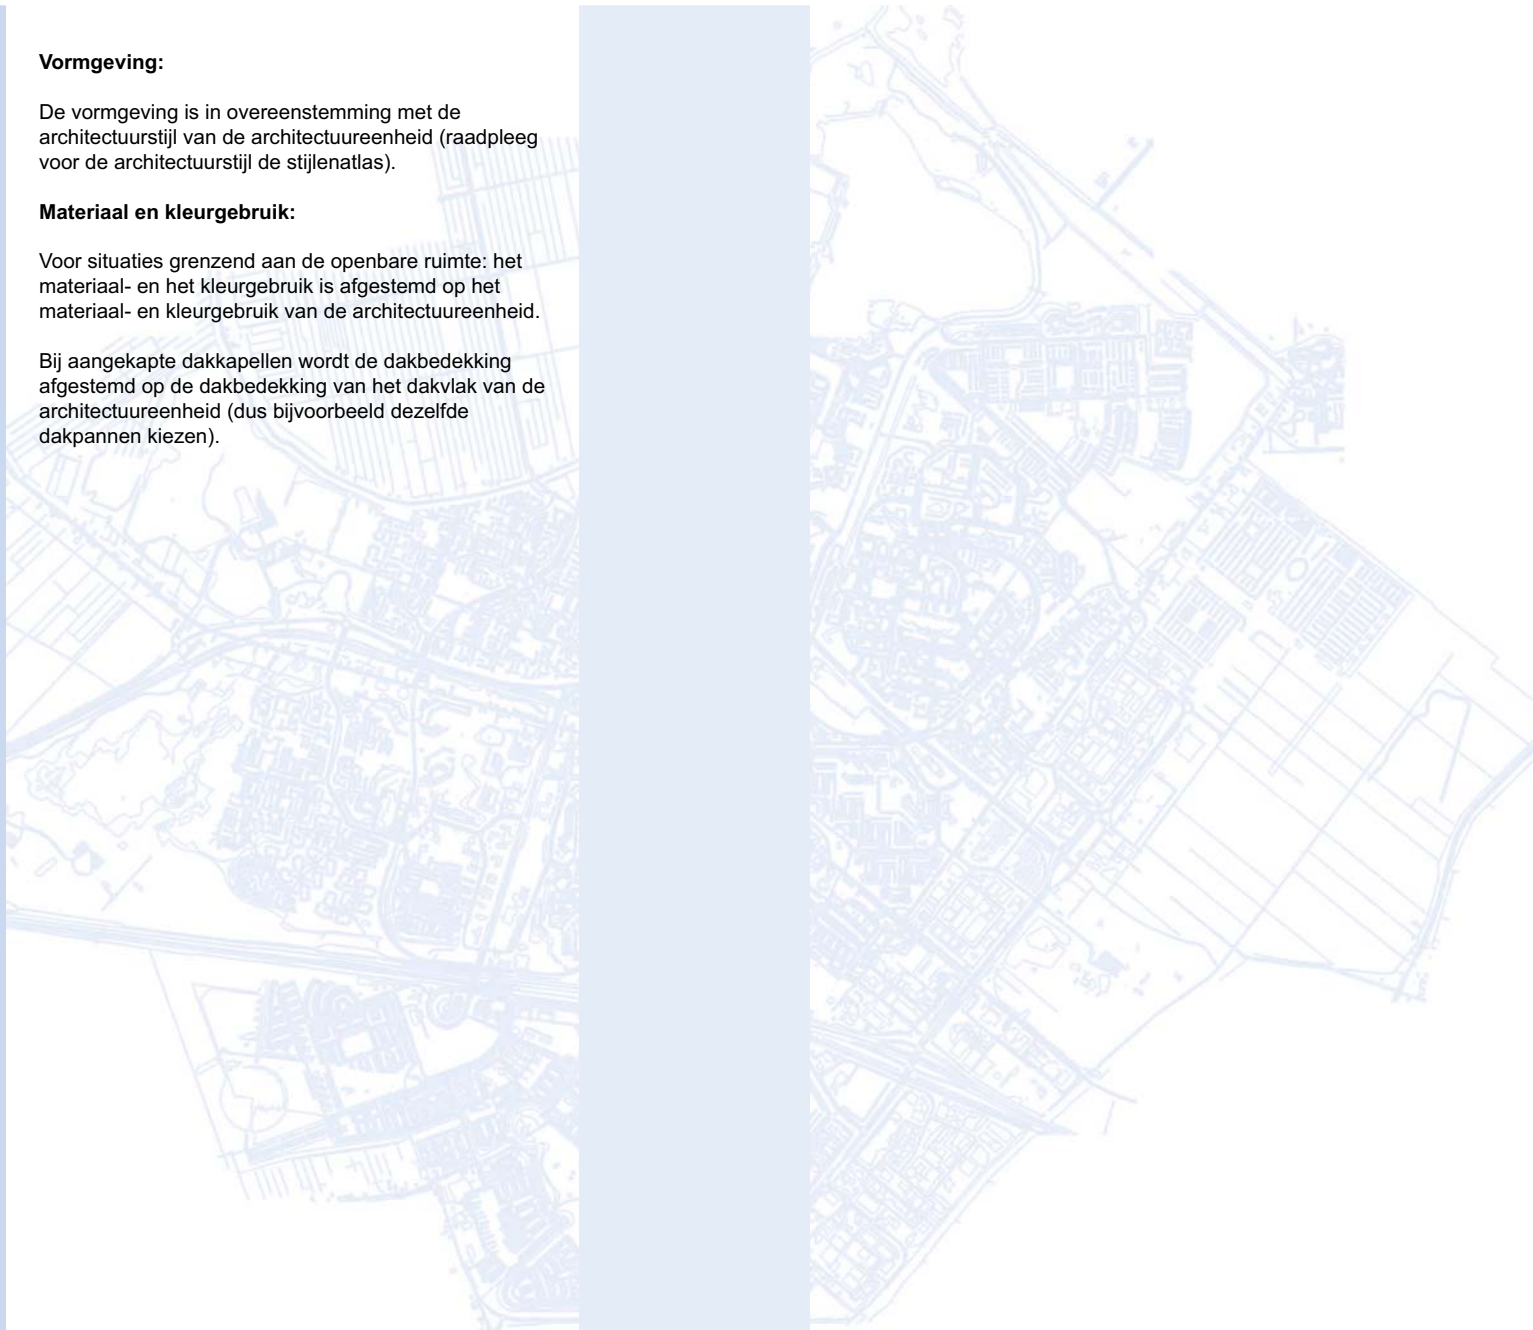 Vormgeving:
De vormgeving is in overeenstemming met de
architectuurstijl van de architectuureenheid (raadpleeg
voor de architectuurstijl de stijlenatlas).
Materiaal en kleurgebruik:
Voor situaties grenzend aan de openbare ruimte: het
materiaal- en het kleurgebruik is afgestemd op het
materiaal- en kleurgebruik van de architectuureenheid.
Bij aangekapte dakkapellen wordt de dakbedekking
afgestemd op de dakbedekking van het dakvlak van de
architectuureenheid (dus bijvoorbeeld dezelfde
dakpannen kiezen).